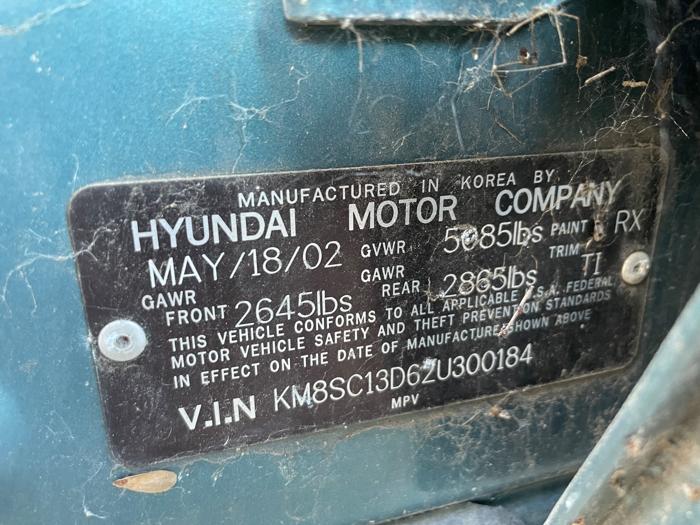 MANUFACTURED IN KOREA BY
HYUNDAI MOTOR COMPANY
MAY/18/02 GVWR 5085lbs PAINT RX
GAWR FRONT 2645lbs GAWR REAR 2865lbs TRIM TI
THIS VEHICLE CONFORMS TO ALL APPLICABLE U.S.A. FEDERAL
MOTOR VEHICLE SAFETY AND THEFT PREVENTION STANDARDS
IN EFFECT ON THE DATE OF MANUFACTURE SHOWN ABOVE
V.I.N KM8SC13D62U300184
MPV